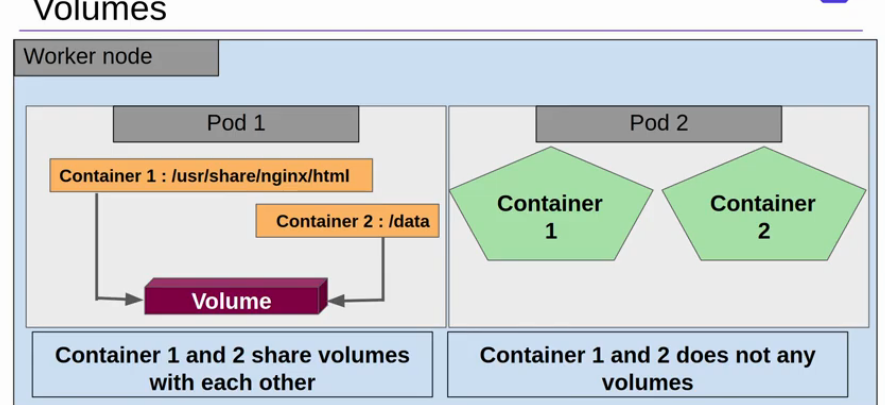 Volumes
Worker node
Pod 1
Pod 2
Container 1 : /usr/share/nginx/html
Container 2 : /data
Volume
Container
1
Container
2
Container 1 and 2 share volumes
with each other
Container 1 and 2 does not any
volumes